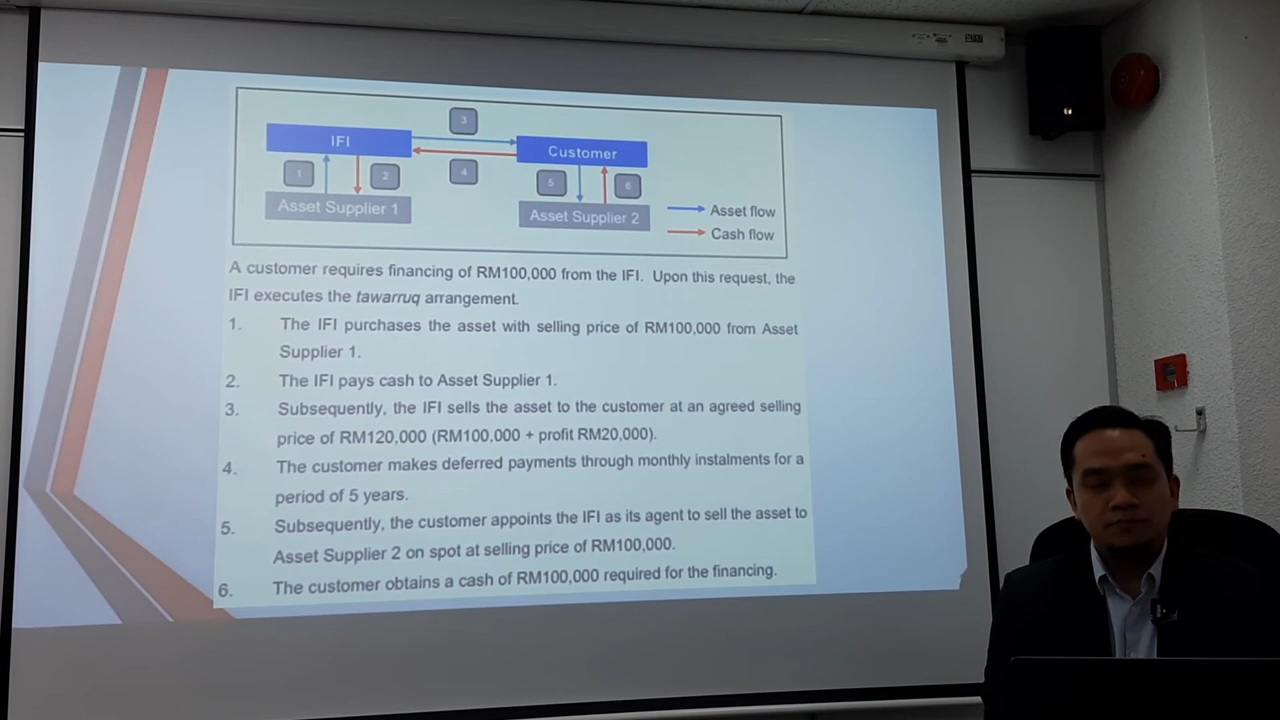 3
IFI
Customer
1
2
4
5
6
Asset Supplier 1
Asset Supplier 2
Asset flow
Cash flow
A customer requires financing of RM100,000 from the IFI. Upon this request, the
IFI executes the tawarruq arrangement.
1. The IFI purchases the asset with selling price of RM100,000 from Asset
Supplier 1.
2. The IFI pays cash to Asset Supplier 1.
3. Subsequently, the IFI sells the asset to the customer at an agreed selling
price of RM120,000 (RM100,000 + profit RM20,000).
4. The customer makes deferred payments through monthly instalments for a
period of 5 years.
5. Subsequently, the customer appoints the IFI as its agent to sell the asset to
Asset Supplier 2 on spot at selling price of RM100,000.
6. The customer obtains a cash of RM100,000 required for the financing.